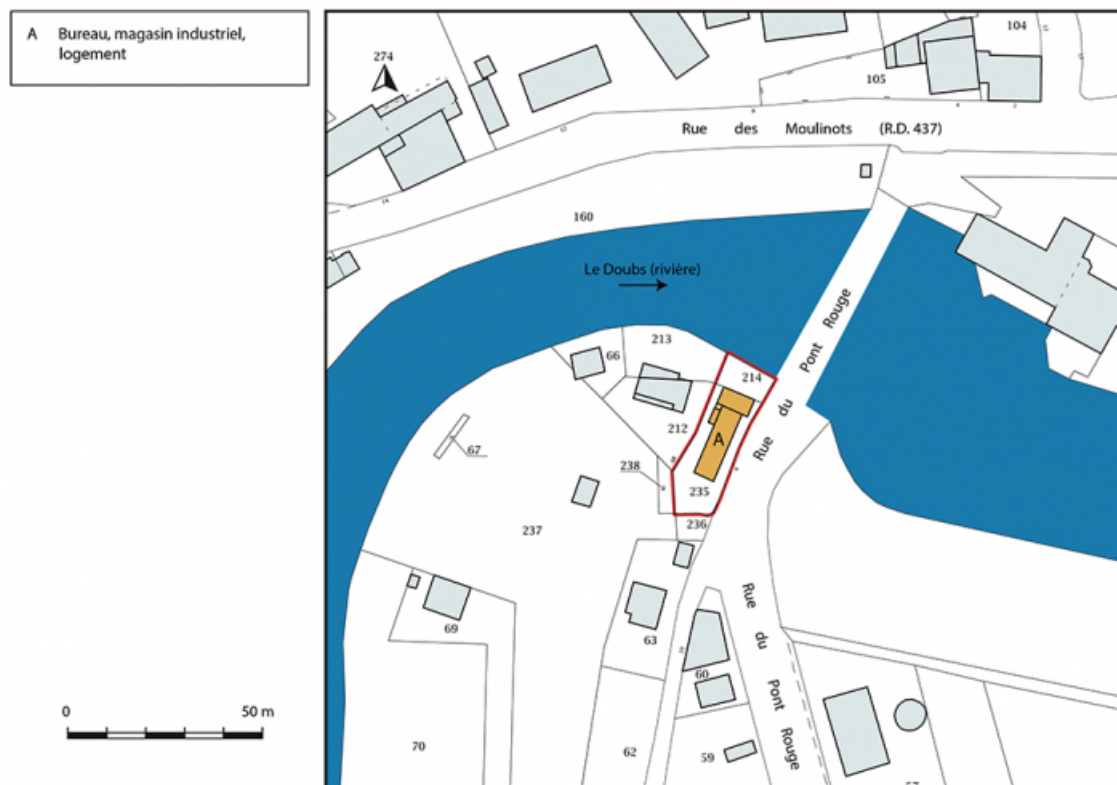 A Bureau, magasin industriel,
logement
104
274
105
Rue des Moulinots (R.D. 437)
160
Le Doubs (rivière)
Rue du Pont Rouge
213
66
214
212
A
67
238
235
236
237
69
63
Rue du Pont Rouge
60
0 50 m
70
62
59